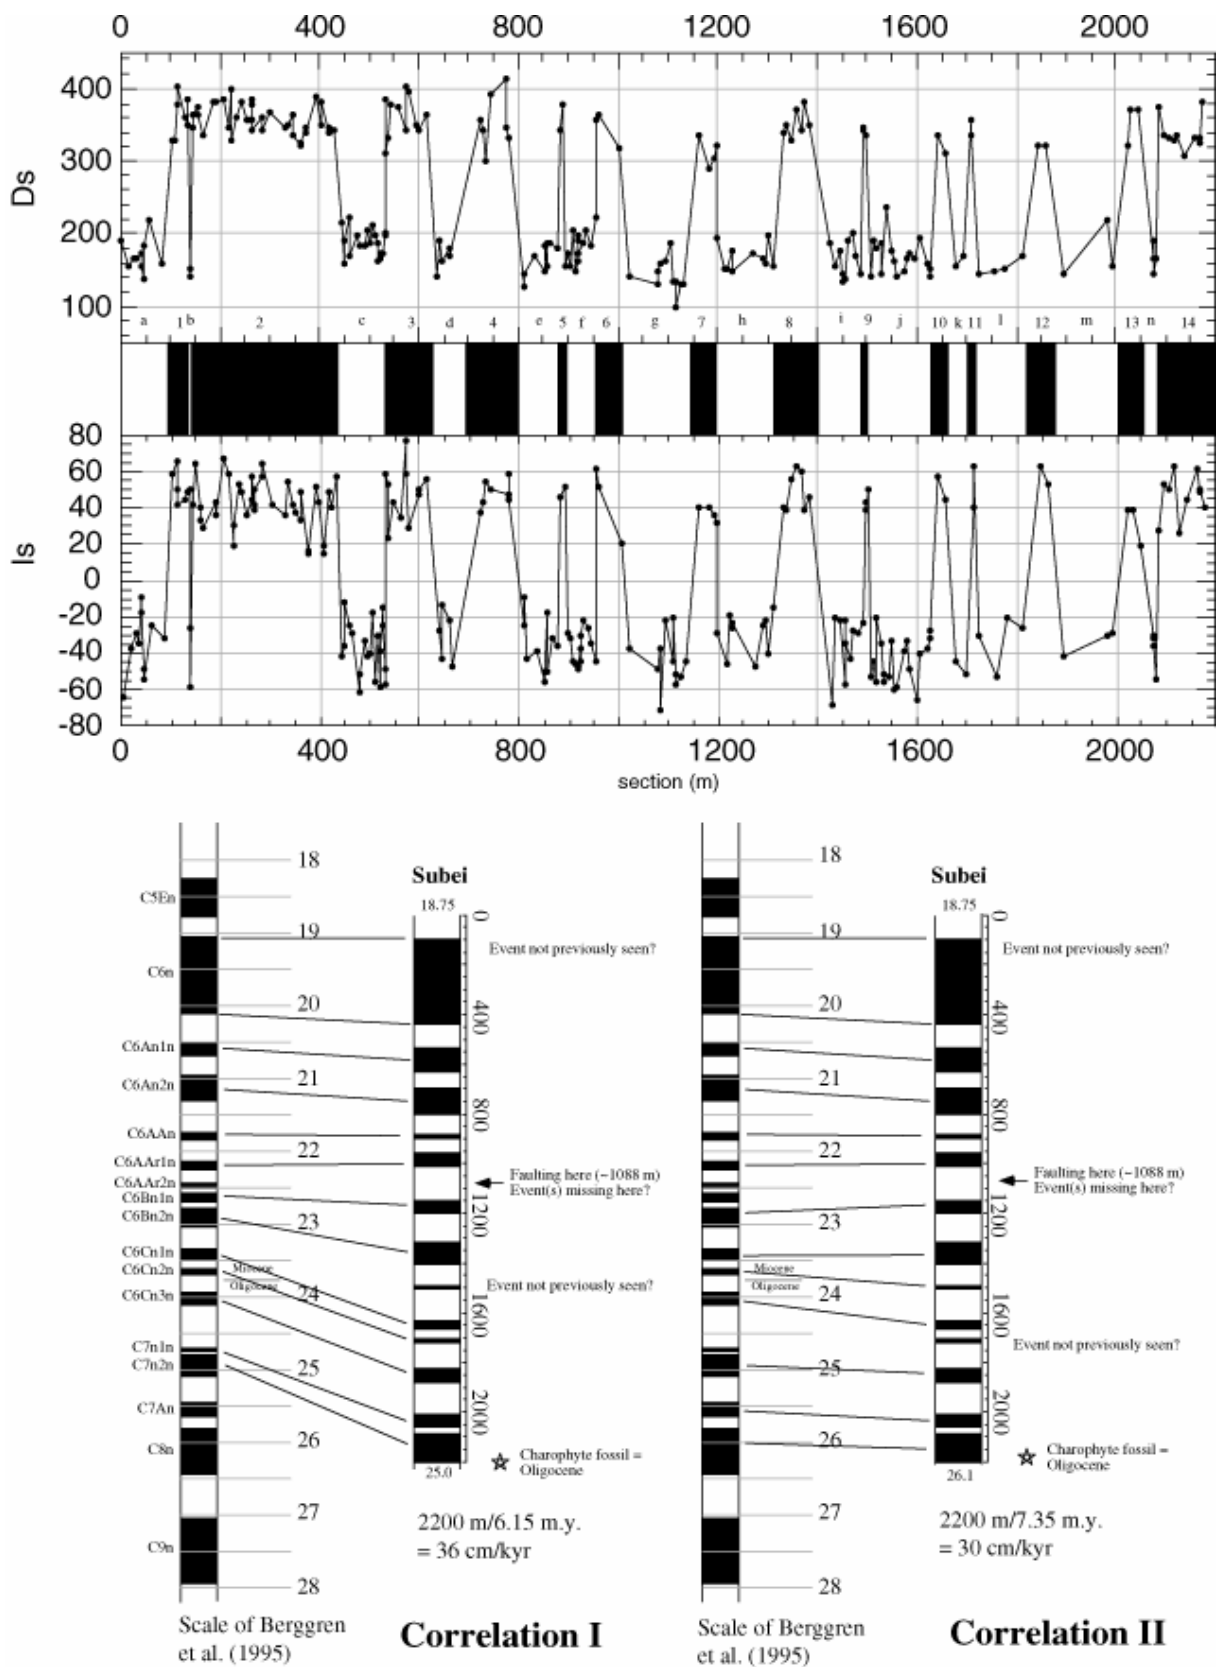 0 400 800 1200 1600 2000
Ds
400
300
200
100
a 1 b 2 c 3 d 4 e 5 f 6 g 7 h 8 i 9 j 10 k 11 l 12 m 13 n 14
Is
80
60
40
20
0
-20
-40
-60
-80
0 400 800 1200 1600 2000
section (m)
C5En
C6n
C6An1n
C6An2n
C6AAn
C6AAr1n
C6AAr2n
C6Bn1n
C6Bn2n
C6Cn1n
C6Cn2n
C6Cn3n
C7n1n
C7n2n
C7An
C8n
C9n
18
19
20
21
22
23
Miocene
Oligocene
24
25
26
27
28
Subei
18.75
0
400
800
1200
1600
2000
25.0
Event not previously seen?
Faulting here (~1088 m)
Event(s) missing here?
Event not previously seen?
Charophyte fossil =
Oligocene
2200 m/6.15 m.y.
= 36 cm/kyr
Scale of Berggren
et al. (1995)
Correlation I
18
19
20
21
22
23
Miocene
Oligocene
24
25
26
27
28
Subei
18.75
0
400
800
1200
1600
2000
26.1
Event not previously seen?
Faulting here (~1088 m)
Event(s) missing here?
Event not previously seen?
Charophyte fossil =
Oligocene
2200 m/7.35 m.y.
= 30 cm/kyr
Scale of Berggren
et al. (1995)
Correlation II